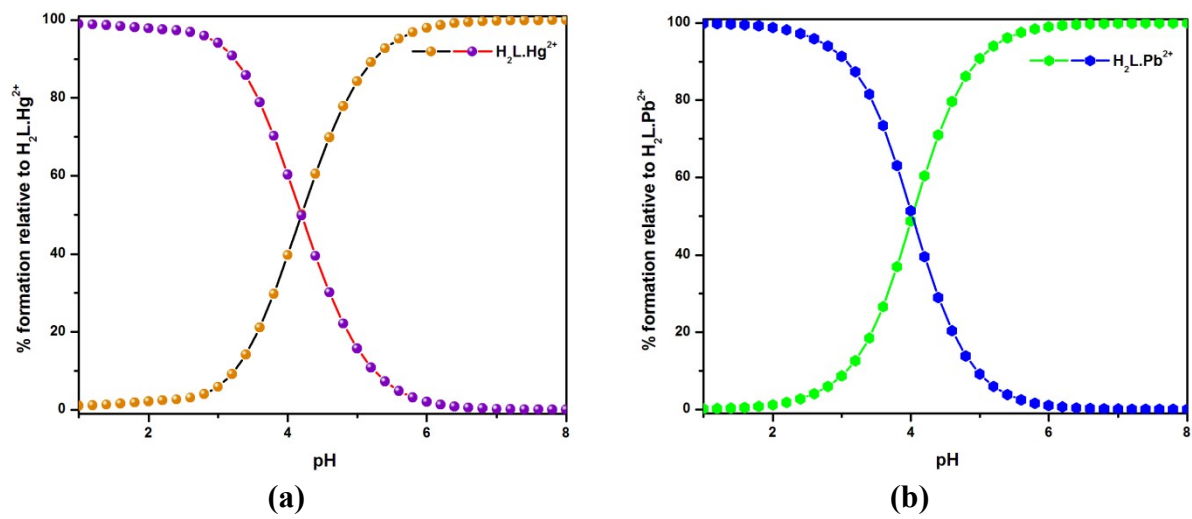 % formation relative to H₂L.Hg²⁺
100
80
60
40
20
0
2
4
6
8
pH
H₂L.Hg²⁺
(a)
% formation relative to H₂L.Pb²⁺
100
80
60
40
20
0
2
4
6
8
pH
H₂L.Pb²⁺
(b)